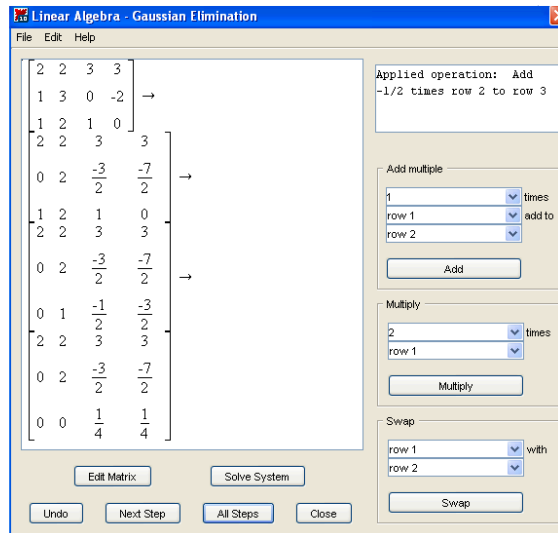 Linear Algebra - Gaussian Elimination
File Edit Help
2 2 3 3
1 3 0 -2 →
1 2 1 0
2 2 3 3
0 2 -3/2 -7/2 →
1 2 1 0
2 2 3 3
0 2 -3/2 -7/2 →
0 1 -1/2 -3/2
2 2 3 3
0 2 -3/2 -7/2
0 0 1/4 1/4
Edit Matrix Solve System
Undo Next Step All Steps Close
Applied operation: Add
-1/2 times row 2 to row 3
Add multiple
1 times
row 1 add to
row 2
Add
Multiply
2 times
row 1
Multiply
Swap
row 1 with
row 2
Swap